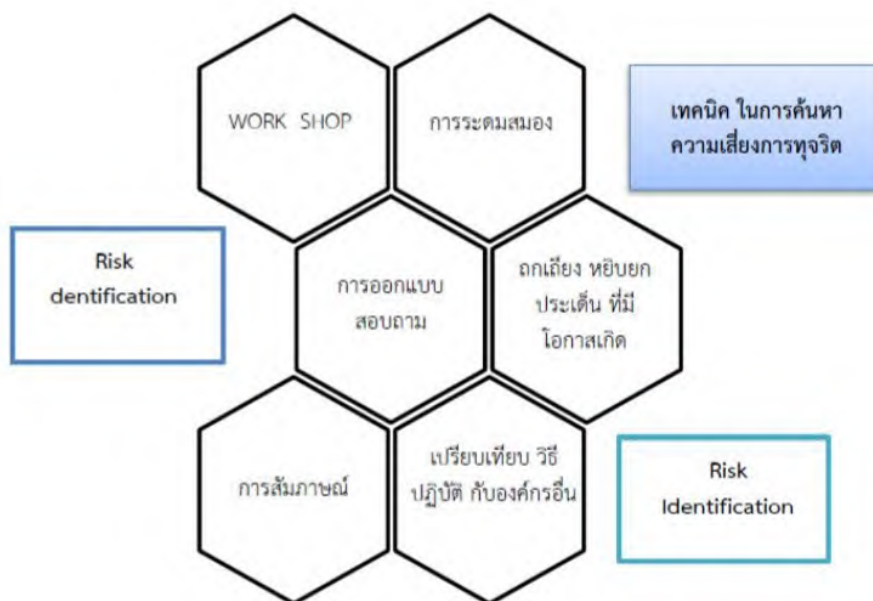 WORK SHOP
การระดมสมอง
เทคนิค ในการค้นหา
ความเสี่ยงการทุจริต
Risk
dentification
การออกแบบ
สอบถาม
ถกเถียง หยิบยก
ประเด็น ที่มี
โอกาสเกิด
การสัมภาษณ์
เปรียบเทียบ วิธี
ปฏิบัติ กับองค์กรอื่น
Risk
Identification